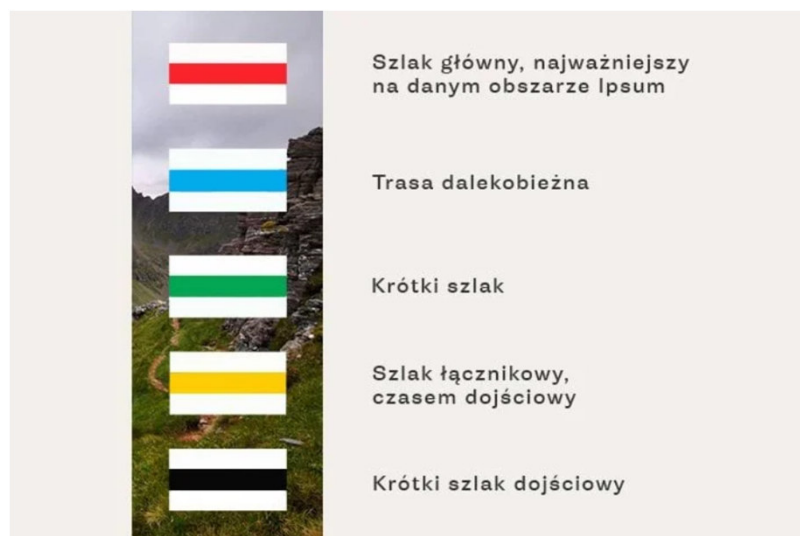 Szlak główny, najważniejszy
na danym obszarze Ipsum
Trasa dalekobieżna
Krótki szlak
Szlak łącznikowy,
czasem dojściowy
Krótki szlak dojściowy